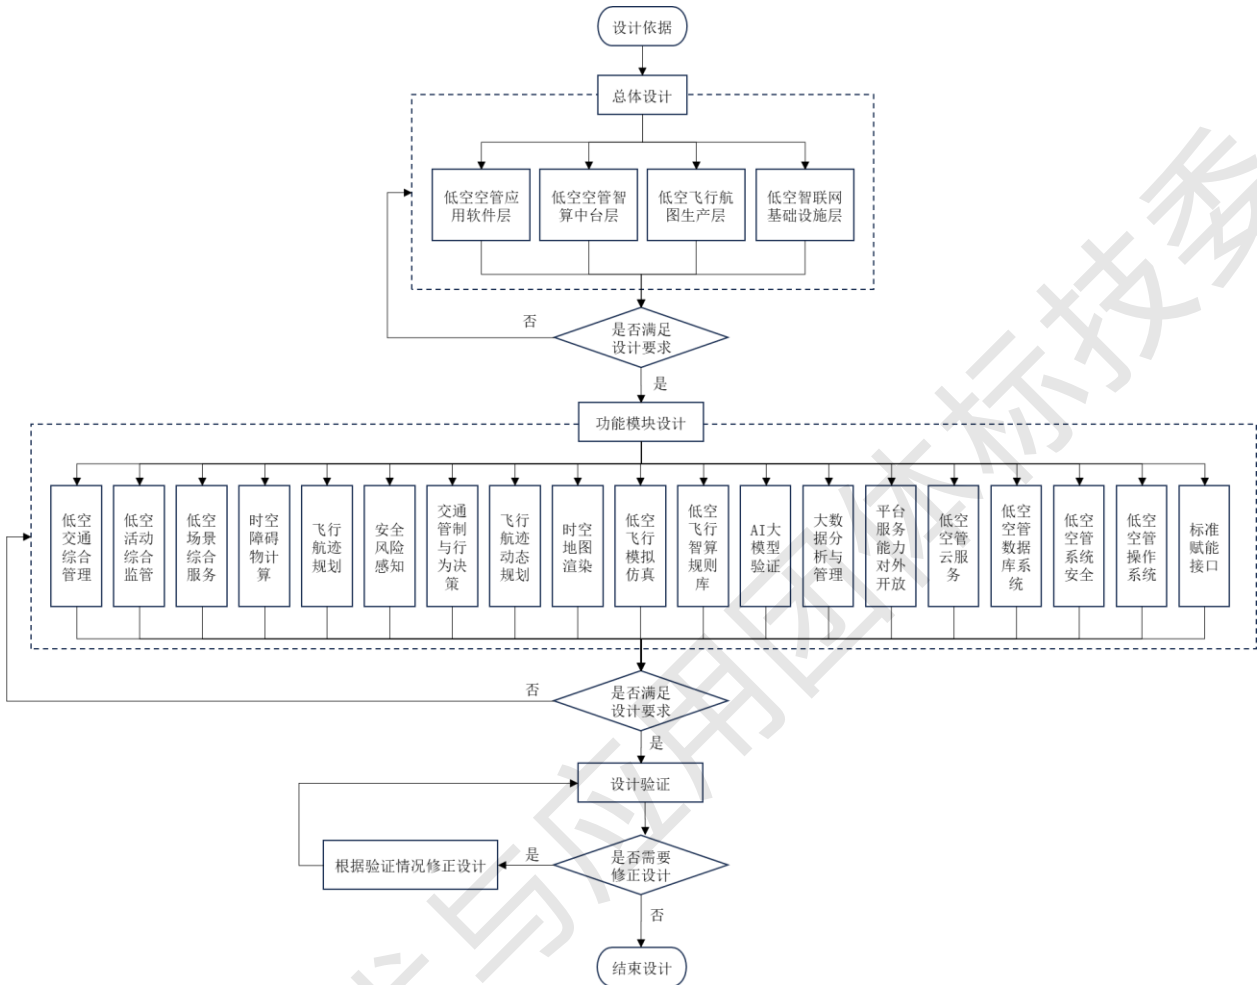 设计依据
总体设计
低空空管应
用软件层
低空空管智
算中台层
低空飞行航
图生产层
低空智联网
基础设施层
否
是否满足
设计要求
是
功能模块设计
低空
交通
综合
管理
低空
活动
综合
监管
低空
场景
综合
服务
时空
障碍
物计
算
飞行
航迹
规划
安全
风险
感知
交通
管制
与行
为决
策
飞行
航迹
动态
规划
时空
地图
渲染
低空
飞行
模拟
仿真
低空
飞行
智算
规则
库
AI大
模型
验证
大数
据分
析与
管理
平台
服务
能力
对外
开放
低空
空管
云服
务
低空
空管
数据
库系
统
低空
空管
系统
安全
低空
空管
操作
系统
标准
赋能
接口
否
是否满足
设计要求
是
设计验证
根据验证情况修正设计
是
是否需要
修正设计
否
结束设计
术与应用团体标技委